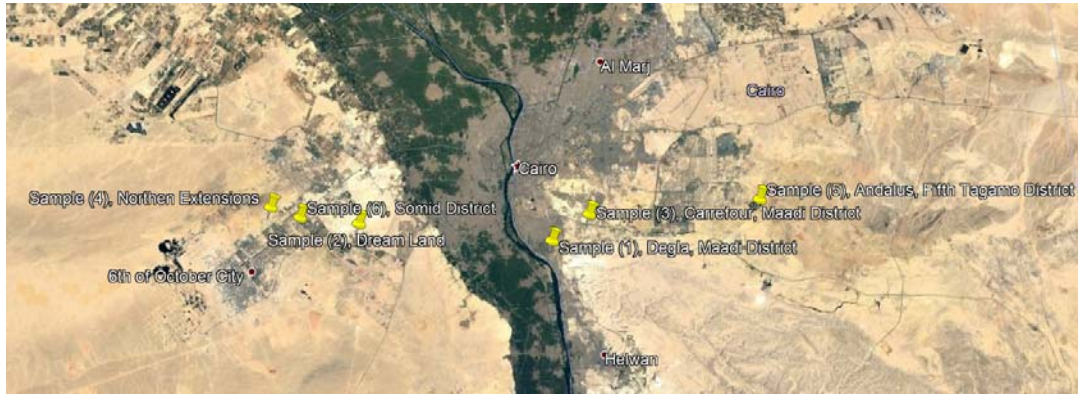 Al Marj
Cairo
Cairo
Sample (4), Northen Extensions
Sample (5), Andalus, Fifth Tagamo District
Sample (6), Somid District
Sample (3), Carrefour, Maadi District
Sample (2), Dream Land
Sample (1), Degla, Maadi District
6th of October City
Helwan